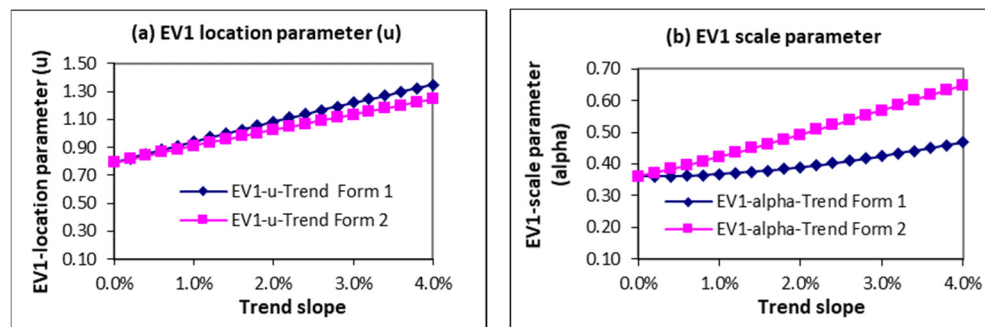 (a) EV1 location parameter (u)
EV1-location parameter (u)
1.50
1.30
1.10
0.90
0.70
0.50
0.30
0.10
EV1-u-Trend Form 1
EV1-u-Trend Form 2
0.0% 1.0% 2.0% 3.0% 4.0%
Trend slope
(b) EV1 scale parameter
EV1-scale parameter
(alpha)
0.70
0.60
0.50
0.40
0.30
0.20
0.10
EV1-alpha-Trend Form 1
EV1-alpha-Trend Form 2
0.0% 1.0% 2.0% 3.0% 4.0%
Trend slope